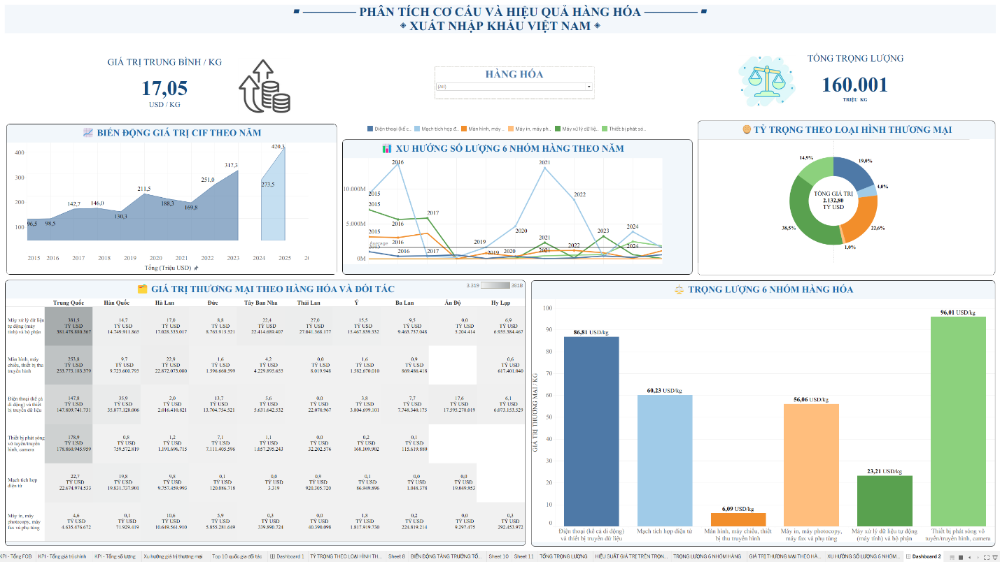 PHÂN TÍCH CƠ CẤU VÀ HIỆU QUẢ HÀNG HÓA
XUẤT NHẬP KHẨU VIỆT NAM
GIÁ TRỊ TRUNG BÌNH / KG
17,05
USD / KG
HÀNG HÓA
(All)
TỔNG TRỌNG LƯỢNG
160.001
TRIỆU KG
BIẾN ĐỘNG GIÁ TRỊ CIF THEO NĂM
400
300
200
100
96,5 98,5 142,7 146,0 130,3 211,5 188,3 169,8 251,0 317,3 273,5 420,3
2015 2016 2017 2018 2019 2020 2021 2022 2023 2024 2025
Tổng (Triệu USD)
Điện thoại (kể c.. Mạch tích hợp đ.. Màn hình, máy .. Máy in, máy ph.. Máy xử lý dữ liệ.. Thiết bị phát só..
XU HƯỚNG SỐ LƯỢNG 6 NHÓM HÀNG THEO NĂM
10.000M
5.000M
0M
Average
2015 2016 2021 2022
2015 2016 2017 2019 2020 2021 2023 2024
2015 2016
2015 2016 2017 2019 2020 2021 2022 2024
TỶ TRỌNG THEO LOẠI HÌNH THƯƠNG MẠI
14,9% 19,0%
4,0%
38,5% 22,6%
1,0%
TỔNG GIÁ TRỊ
2.132,80
TỶ USD
GIÁ TRỊ THƯƠNG MẠI THEO HÀNG HÓA VÀ ĐỐI TÁC
3.319 381B
Trung Quốc Hàn Quốc Hà Lan Đức Tây Ban Nha Thái Lan Ý Ba Lan Ấn Độ Hy Lạp
Máy xử lý dữ liệu
tự động (máy
tính) và bộ phận
381,5 14,7 17,0 8,8 22,4 27,0 15,5 9,5 0,0 6,9
TỶ USD TỶ USD TỶ USD TỶ USD TỶ USD TỶ USD TỶ USD TỶ USD TỶ USD TỶ USD
381.478.880.367 14.749.911.865 17.028.333.017 8.765.915.521 22.414.689.407 27.041.368.177 15.467.839.532 9.463.737.048 5.204.414 6.935.384.467
Màn hình, máy
chiếu, thiết bị thu
truyền hình
253,8 9,7 22,9 1,6 4,2 0,0 1,6 0,9 0,6
TỶ USD TỶ USD TỶ USD TỶ USD TỶ USD TỶ USD TỶ USD TỶ USD TỶ USD
253.775.183.379 9.723.600.795 22.872.073.080 1.596.660.599 4.229.895.655 8.019.948 1.582.670.010 869.486.418 617.401.040
Điện thoại (kể cả
di động) và thiết
bị truyền dữ liệu
147,8 35,9 2,0 13,7 5,6 0,0 3,8 7,7 17,6 6,1
TỶ USD TỶ USD TỶ USD TỶ USD TỶ USD TỶ USD TỶ USD TỶ USD TỶ USD TỶ USD
147.809.741.731 35.877.128.006 2.016.410.821 13.704.554.521 5.631.642.532 22.070.967 3.804.699.101 7.748.340.175 17.595.278.019 6.073.153.529
Thiết bị phát sóng
vô tuyến/truyền
hình, camera
178,9 0,8 1,2 7,1 1,1 0,0 0,2 0,1
TỶ USD TỶ USD TỶ USD TỶ USD TỶ USD TỶ USD TỶ USD TỶ USD
178.860.945.959 759.572.819 1.191.696.715 7.111.405.596 1.057.295.243 32.202.576 168.109.902 115.619.880
Mạch tích hợp
điện tử
22,7 19,8 9,8 0,1 0,0 0,9 0,1 0,0 0,0
TỶ USD TỶ USD TỶ USD TỶ USD TỶ USD TỶ USD TỶ USD TỶ USD TỶ USD
22.674.974.533 19.831.737.901 9.757.459.993 120.086.718 3.319 920.305.720 86.949.896 1.048.378 19.049.953
Máy in, máy
photocopy, máy
fax và phụ tùng
4,6 0,1 10,6 5,9 0,3 0,0 1,8 0,2 0,0 0,3
TỶ USD TỶ USD TỶ USD TỶ USD TỶ USD TỶ USD TỶ USD TỶ USD TỶ USD TỶ USD
4.635.476.672 71.929.419 10.649.561.910 5.855.281.649 339.890.724 40.390.098 1.817.919.730 224.819.214 9.297.475 292.453.972
TRỌNG LƯỢNG 6 NHÓM HÀNG HÓA
GIÁ TRỊ THƯƠNG MẠI / KG
100
90
80
70
60
50
40
30
20
10
0
86,81 USD/kg
60,23 USD/kg
6,09 USD/kg
56,06 USD/kg
23,21 USD/kg
96,01 USD/kg
Điện thoại (kể cả di động)
và thiết bị truyền dữ liệu
Mạch tích hợp điện tử
Màn hình, máy chiếu, thiết
bị thu truyền hình
Máy in, máy photocopy,
máy fax và phụ tùng
Máy xử lý dữ liệu tự động
(máy tính) và bộ phận
Thiết bị phát sóng vô
tuyến/truyền hình, camera
KPI - Tổng FOB KPI - Tổng giá trị chính KPI - Tổng số lượng Xu hướng giá trị thương mại Top 10 quốc gia đối tác Dashboard 1 TỶ TRỌNG THEO LOẠI HÌNH TH... Sheet 8 BIẾN ĐỘNG TĂNG TRƯỞNG TỔ... Sheet 10 Sheet 11 TỔNG TRỌNG LƯỢNG HIỆU SUẤT GIÁ TRỊ TRÊN TRỌN... TRỌNG LƯỢNG 6 NHÓM HÀNG GIÁ TRỊ THƯƠNG MẠI THEO HÀ... XU HƯỚNG SỐ LƯỢNG 6 NHÓM... Dashboard 2